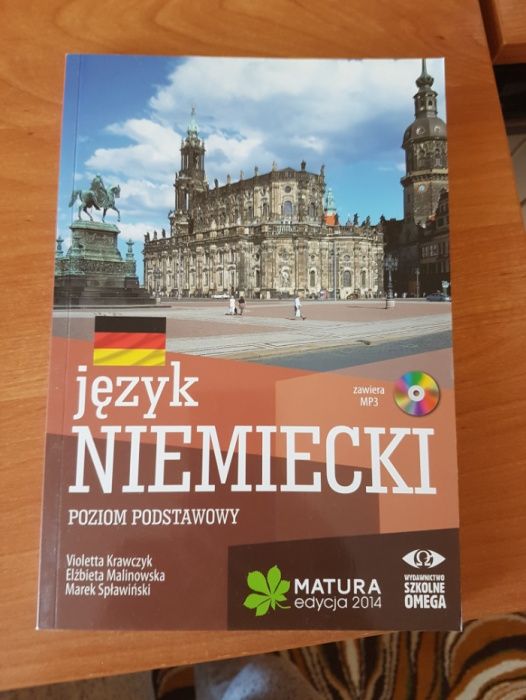 język
zawiera
MP3
NIEMIECKI
POZIOM PODSTAWOWY
Violetta Krawczyk
Elżbieta Malinowska
Marek Spławiński
MATURA
edycja 2014
WYDAWNICTWO
SZKOLNE
OMEGA